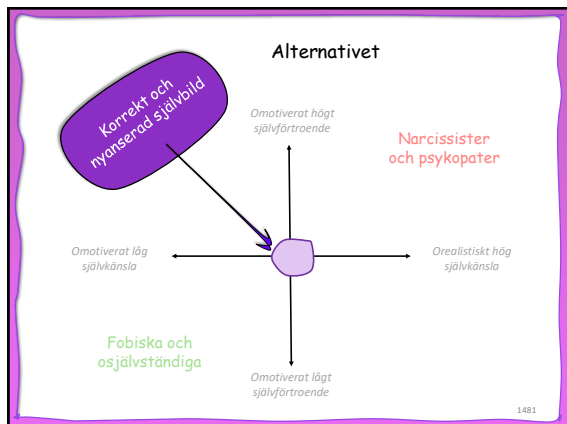 Alternativet
Korrekt och
nyanserad självbild
Omotiverat högt
självförtroende
Narcissister
och psykopater
Omotiverat låg
självkänsla
Orealistiskt hög
självkänsla
Fobiska och
osjälvständiga
Omotiverat lågt
självförtroende
1481